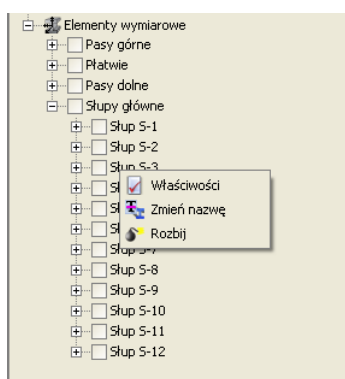 Elementy wymiarowe
Pasy górne
Płatwie
Pasy dolne
Słupy główne
Słup S-1
Słup S-2
Słup S-3
Właściwości
Zmień nazwę
Rozbij
Słup S-8
Słup S-9
Słup S-10
Słup S-11
Słup S-12